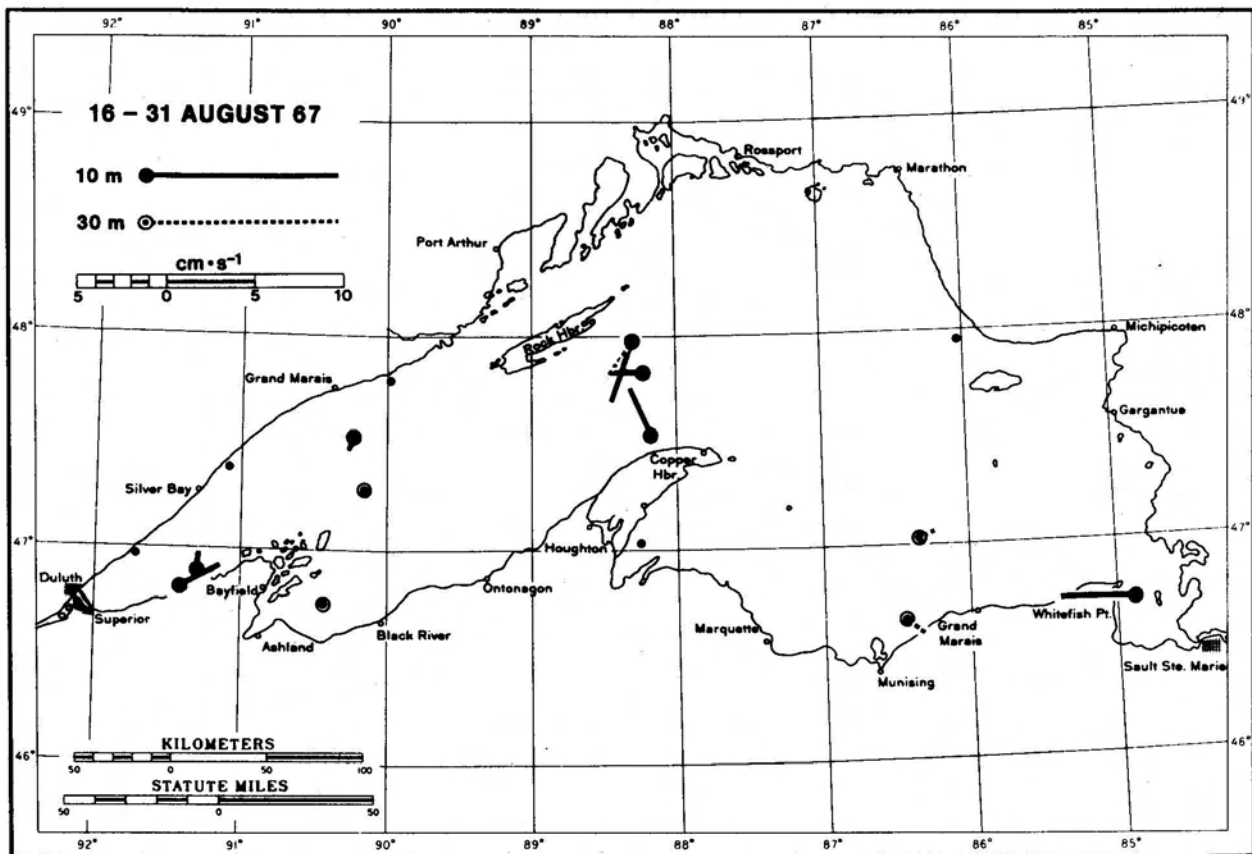 92° 91° 90° 89° 88° 87° 86° 85°
49° 49°
16 – 31 AUGUST 67
Rossport
10 m
Marathon
30 m
Port Arthur
cm•s⁻¹
5 0 5 10
48° 48°
Michipicoten
Rock Hbr.
Grand Marais
Gargantua
Copper
Hbr.
Silver Bay
47° 47°
Houghton
Duluth
Bayfield
Ontonagon
Superior
Whitefish Pt.
Black River
Marquette
Grand
Marais
Ashland
Sault Ste. Marie
Munising
46° 46°
KILOMETERS
50 0 50 100
STATUTE MILES
50 0 50
92° 91° 90° 89° 88° 87° 86° 85°